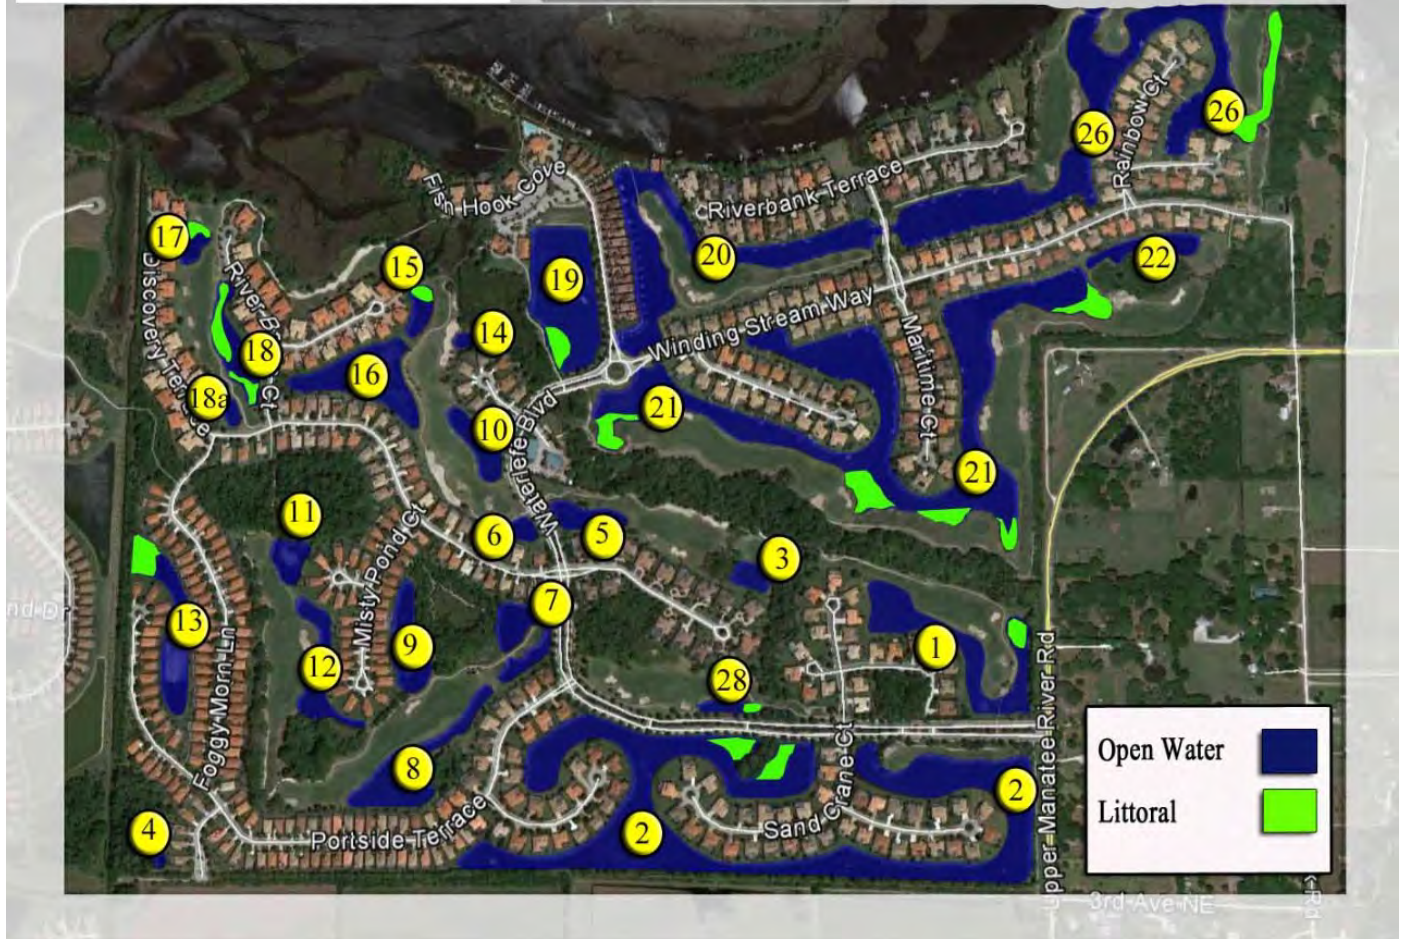 26
26
Rainbow Ct
Fish Hook Cove
Riverbank Terrace
17
20
22
15
19
Discovery Terrace
18
14
Winding Stream Way
16
Maritime Ct
18a
21
10
Waterlefe Blvd
21
11
6
5
3
Misty Pond Ct
7
nd Dr
13
1
9
12
28
Foggy Morn Ln
Upper Manatee River Rd
Open Water
8
2
Littoral
4
Portside Terrace
2
Sand Crane Ct
3rd Ave NE
Rd